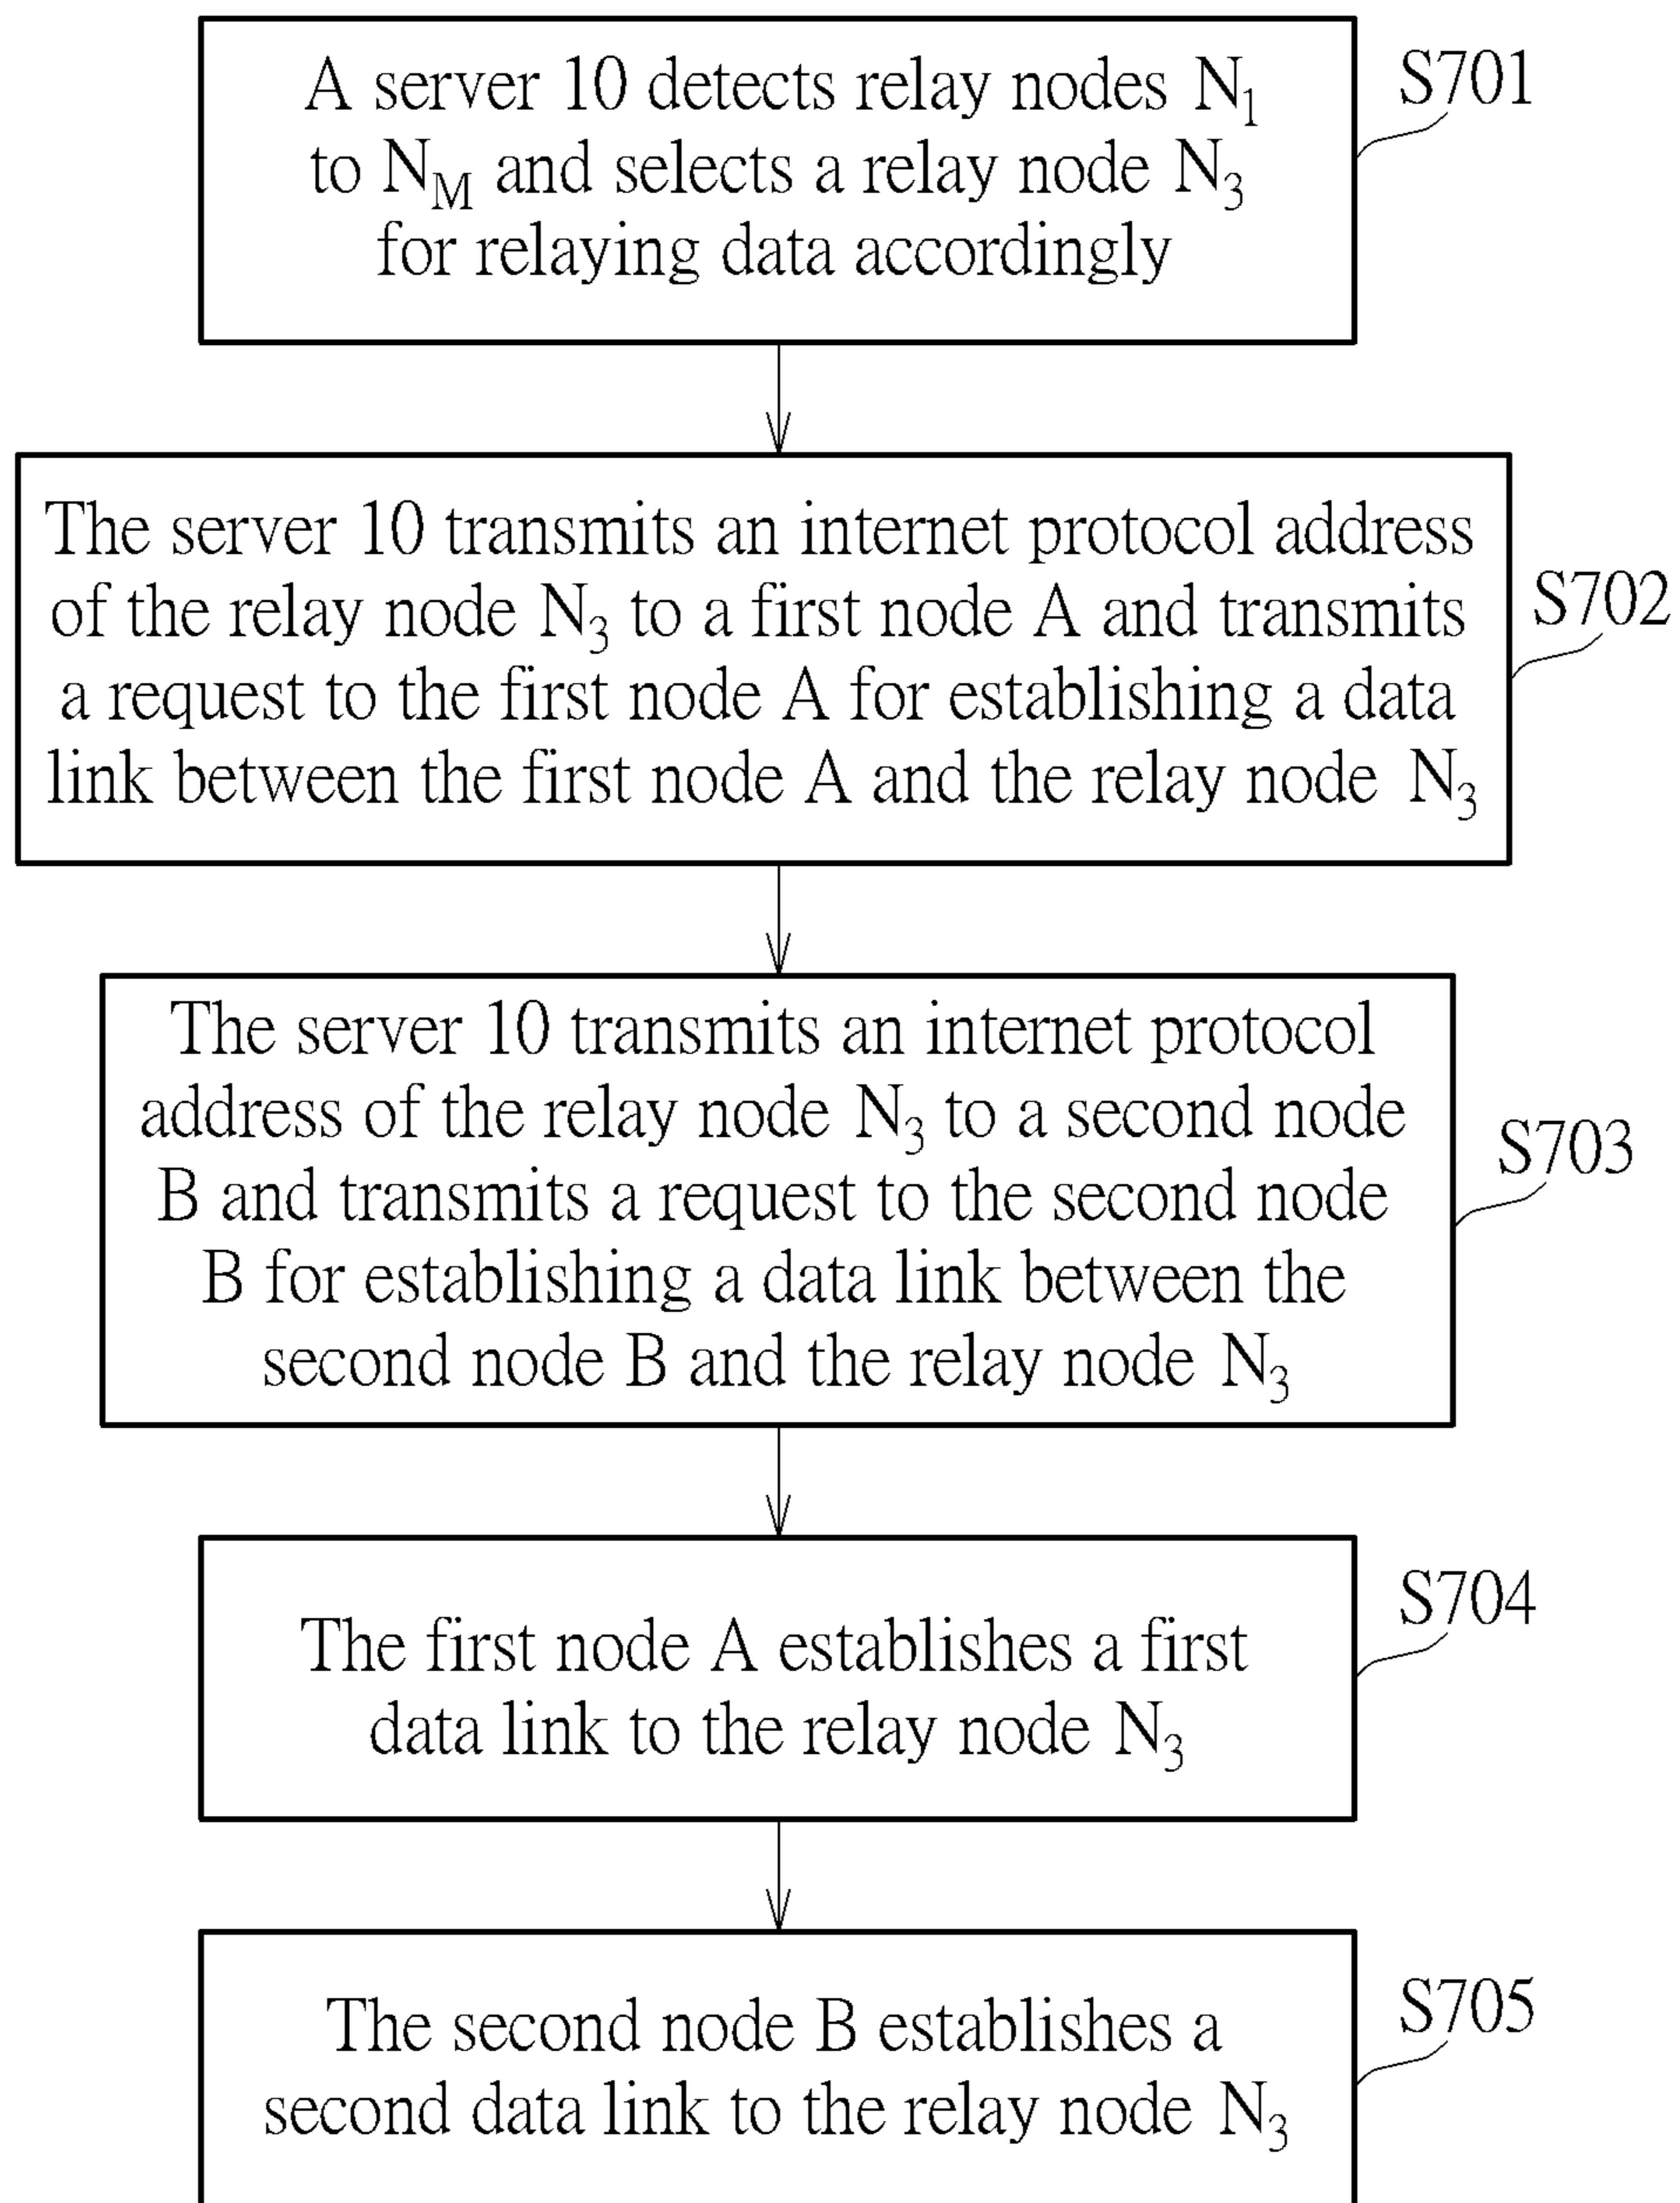 A server 10 detects relay nodes N₁
to N_M and selects a relay node N₃
for relaying data accordingly
S701
The server 10 transmits an internet protocol address
of the relay node N₃ to a first node A and transmits
a request to the first node A for establishing a data
link between the first node A and the relay node N₃
S702
The server 10 transmits an internet protocol
address of the relay node N₃ to a second node
B and transmits a request to the second node
B for establishing a data link between the
second node B and the relay node N₃
S703
The first node A establishes a first
data link to the relay node N₃
S704
The second node B establishes a
second data link to the relay node N₃
S705